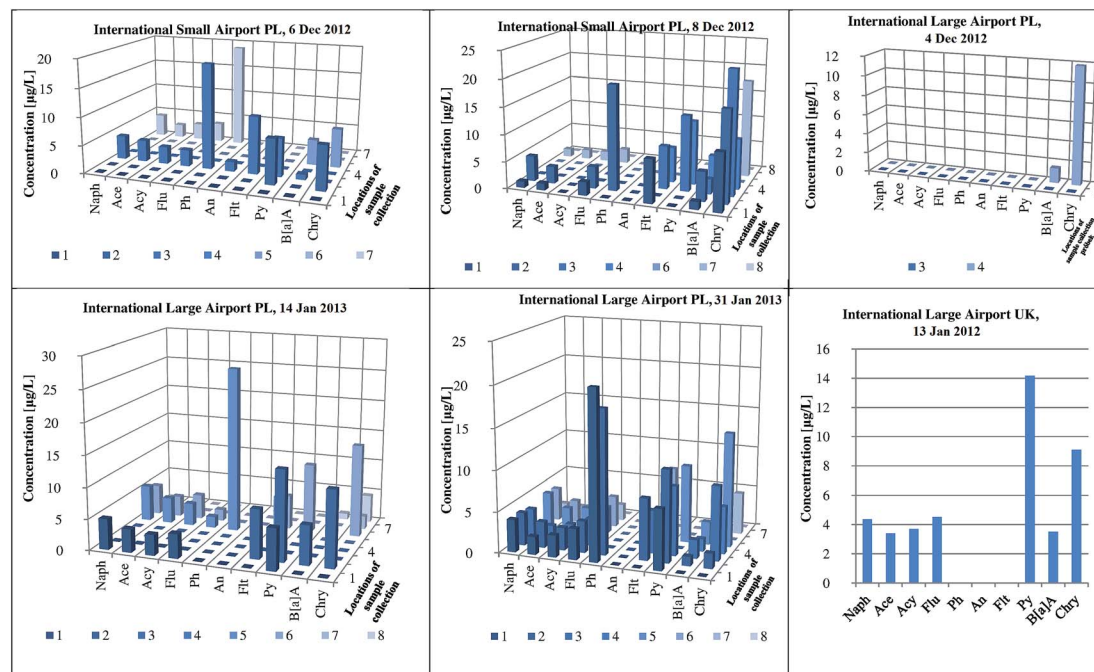 International Small Airport PL, 6 Dec 2012
Concentration [µg/L]
20
15
10
5
0
Naph
Ace
Acy
Flu
Ph
An
Flt
Py
B[a]A
Chry
1
4
7
Locations of
sample
collection
1 2 3 4 5 6 7
International Small Airport PL, 8 Dec 2012
Concentration [µg/L]
25
20
15
10
5
0
Naph
Ace
Acy
Flu
Ph
An
Flt
Py
B[a]A
Chry
1
4
8
Locations of
sample
collection
1 2 3 4 5 6 7 8
International Large Airport PL,
4 Dec 2012
Concentration [µg/L]
12
10
8
6
4
2
0
Naph
Ace
Acy
Flu
Ph
An
Flt
Py
B[a]A
Chry
Locations of
sample collection
3 4
International Large Airport PL, 14 Jan 2013
Concentration [µg/L]
30
25
20
15
10
5
0
Naph
Ace
Acy
Flu
Ph
An
Flt
Py
B[a]A
Chry
1
4
7
Locations of
sample
collection
1 2 3 4 5 6 7 8
International Large Airport PL, 31 Jan 2013
Concentration [µg/L]
25
20
15
10
5
0
Naph
Ace
Acy
Flu
Ph
An
Flt
Py
B[a]A
Chry
1
4
7
Locations of
sample
collection
1 2 3 4 5 6 7 8
International Large Airport UK,
13 Jan 2012
Concentration [µg/L]
16
14
12
10
8
6
4
2
0
Naph
Ace
Acy
Flu
Ph
An
Flt
Py
B[a]A
Chry